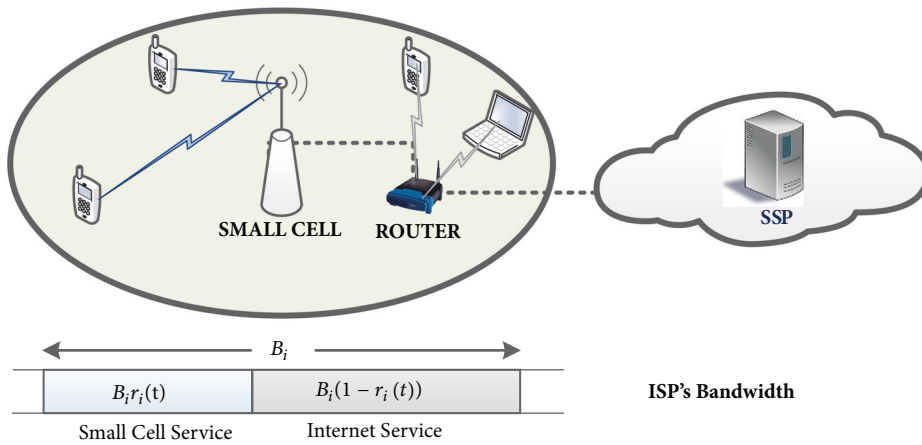 SMALL CELL
ROUTER
SSP
B_i
B_i r_i(t)
B_i(1 − r_i (t))
ISP's Bandwidth
Small Cell Service
Internet Service